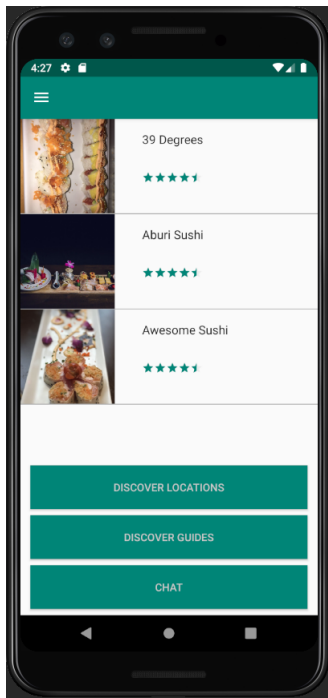 4:27
39 Degrees
Aburi Sushi
Awesome Sushi
DISCOVER LOCATIONS
DISCOVER GUIDES
CHAT